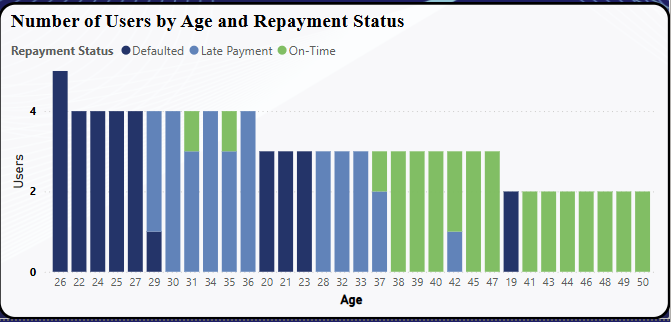 Number of Users by Age and Repayment Status
Repayment Status Defaulted Late Payment On-Time
4
2
0
Users
26 22 24 25 27 29 30 31 34 35 36 20 21 23 28 32 33 37 38 39 40 42 45 47 19 41 43 44 46 48 49 50
Age